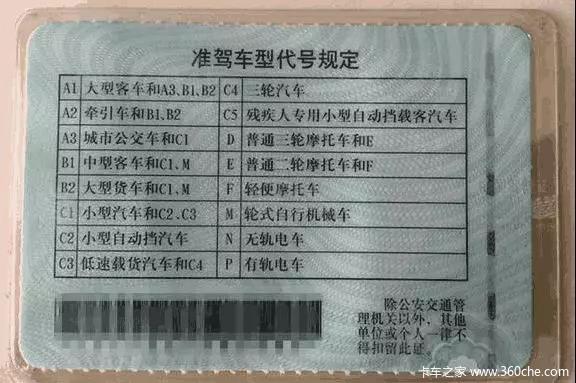 准驾车型代号规定
A1 大型客车和A3、B1、B2 C4 三轮汽车
A2 牵引车和B1、B2 C5 残疾人专用小型自动挡载客汽车
A3 城市公交车和C1 D 普通三轮摩托车和E
B1 中型客车和C1、M E 普通二轮摩托车和F
B2 大型货车和C1、M F 轻便摩托车
C1 小型汽车和C2、C3 M 轮式自行机械车
C2 小型自动挡汽车 N 无轨电车
C3 低速载货汽车和C4 P 有轨电车
除公安交通管
理机关以外，其他
单位或个人一律不
得扣留此证。
卡车之家 www.360che.com